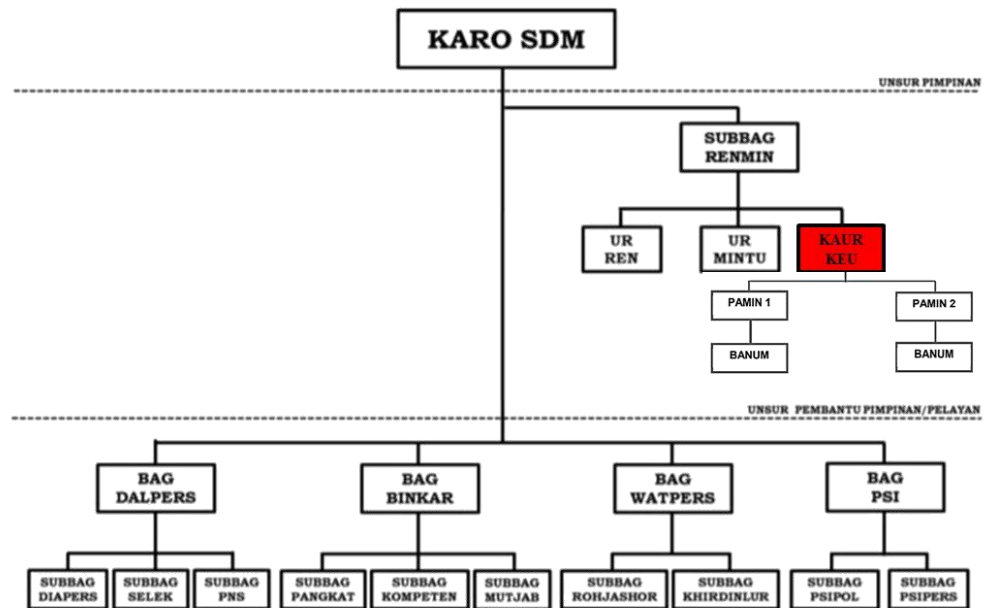 KARO SDM
UNSUR PIMPINAN
SUBBAG
RENMIN
UR
REN
UR
MINTU
KAUR
KEU
PAMIN 1
PAMIN 2
BANUM
BANUM
UNSUR PEMBANTU PIMPINAN/PELAYAN
BAG
DALPERS
BAG
BINKAR
BAG
WATPERS
BAG
PSI
SUBBAG
DIAPERS
SUBBAG
SELEK
SUBBAG
PNS
SUBBAG
PANGKAT
SUBBAG
KOMPETEN
SUBBAG
MUTJAB
SUBBAG
ROHJASHOR
SUBBAG
KHIRDINLUR
SUBBAG
PSIPOL
SUBBAG
PSIPERS